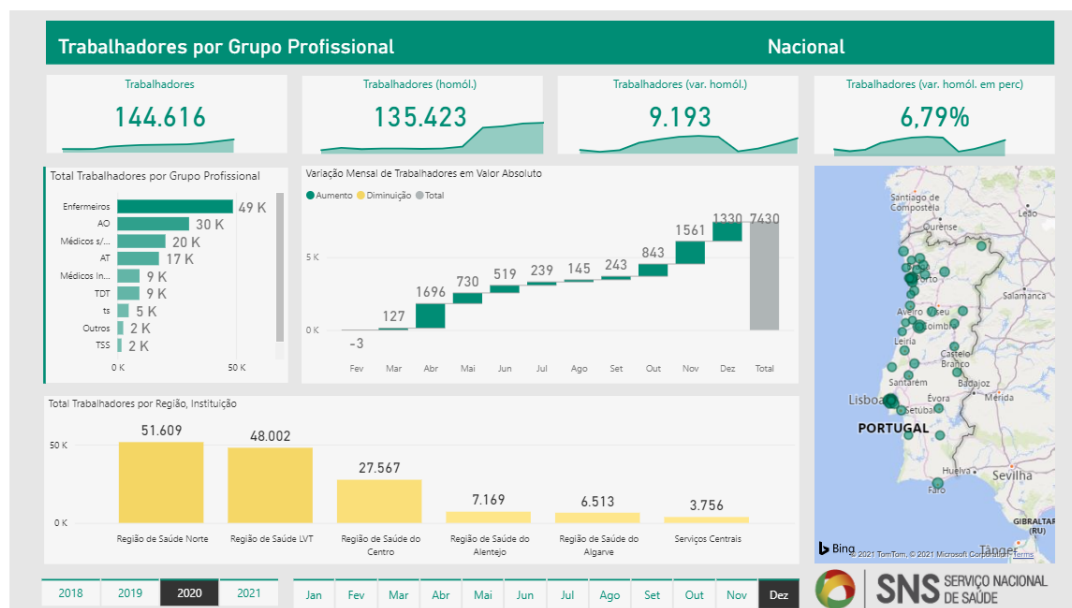 Trabalhadores por Grupo Profissional
Nacional
Trabalhadores
144.616
Trabalhadores (homól.)
135.423
Trabalhadores (var. homól.)
9.193
Trabalhadores (var. homól. em perc)
6,79%
Total Trabalhadores por Grupo Profissional
Enfermeiros 49 K
AO 30 K
Médicos s/... 20 K
AT 17 K
Médicos In... 9 K
TDT 9 K
ts 5 K
Outros 2 K
TSS 2 K
0 K 50 K
Variação Mensal de Trabalhadores em Valor Absoluto
Aumento Diminuição Total
5 K
0 K
-3 127 1696 730 519 239 145 243 843 1561 1330 7430
Fev Mar Abr Mai Jun Jul Ago Set Out Nov Dez Total
Santiago de
Compostela
Ourense
Leão
Porto
Salamanca
Aveiro Viseu
Coimbra
Leiria
Castelo
Branco
Santarém
Badajoz
Lisboa
Évora
Mérida
Setúbal
PORTUGAL
Huelva
Sevilha
Faro
GIBRALTAR
(RU)
Tânger
Bing
© 2021 TomTom, © 2021 Microsoft Corporation Terms
Total Trabalhadores por Região, Instituição
50 K
0 K
51.609 48.002 27.567 7.169 6.513 3.756
Região de Saúde Norte
Região de Saúde LVT
Região de Saúde do
Centro
Região de Saúde do
Alentejo
Região de Saúde do
Algarve
Serviços Centrais
2018 2019 2020 2021
Jan Fev Mar Abr Mai Jun Jul Ago Set Out Nov Dez
SNS SERVIÇO NACIONAL
DE SAÚDE